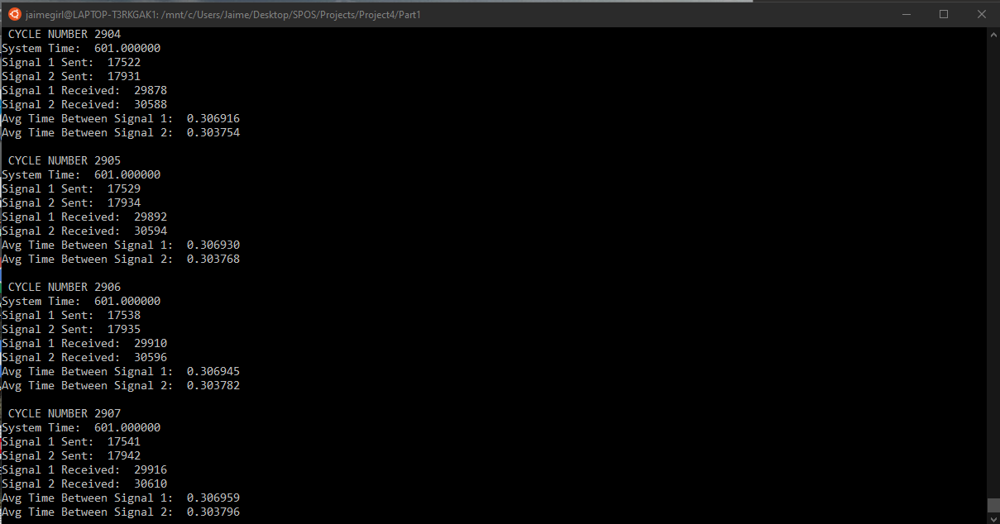 jaimegirl@LAPTOP-T3RKGAK1: /mnt/c/Users/Jaime/Desktop/SPOS/Projects/Project4/Part1
CYCLE NUMBER 2904
System Time:  601.000000
Signal 1 Sent:  17522
Signal 2 Sent:  17931
Signal 1 Received:  29878
Signal 2 Received:  30588
Avg Time Between Signal 1:  0.306916
Avg Time Between Signal 2:  0.303754
CYCLE NUMBER 2905
System Time:  601.000000
Signal 1 Sent:  17529
Signal 2 Sent:  17934
Signal 1 Received:  29892
Signal 2 Received:  30594
Avg Time Between Signal 1:  0.306930
Avg Time Between Signal 2:  0.303768
CYCLE NUMBER 2906
System Time:  601.000000
Signal 1 Sent:  17538
Signal 2 Sent:  17935
Signal 1 Received:  29910
Signal 2 Received:  30596
Avg Time Between Signal 1:  0.306945
Avg Time Between Signal 2:  0.303782
CYCLE NUMBER 2907
System Time:  601.000000
Signal 1 Sent:  17541
Signal 2 Sent:  17942
Signal 1 Received:  29916
Signal 2 Received:  30610
Avg Time Between Signal 1:  0.306959
Avg Time Between Signal 2:  0.303796